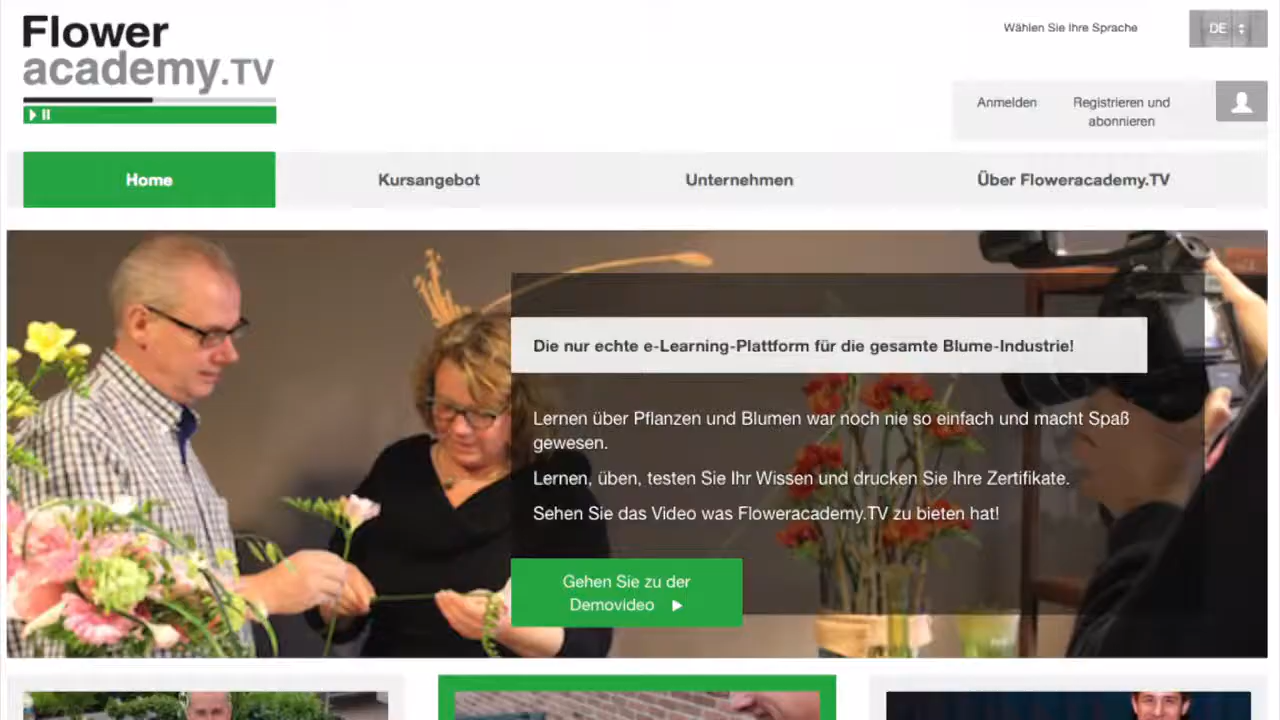 Flower
academy.TV
Wählen Sie Ihre Sprache
DE
Anmelden
Registrieren und
abonnieren
Home
Kursangebot
Unternehmen
Über Floweracademy.TV
Die nur echte e-Learning-Plattform für die gesamte Blume-Industrie!
Lernen über Pflanzen und Blumen war noch nie so einfach und macht Spaß
gewesen.
Lernen, üben, testen Sie Ihr Wissen und drucken Sie Ihre Zertifikate.
Sehen Sie das Video was Floweracademy.TV zu bieten hat!
Gehen Sie zu der
Demovideo